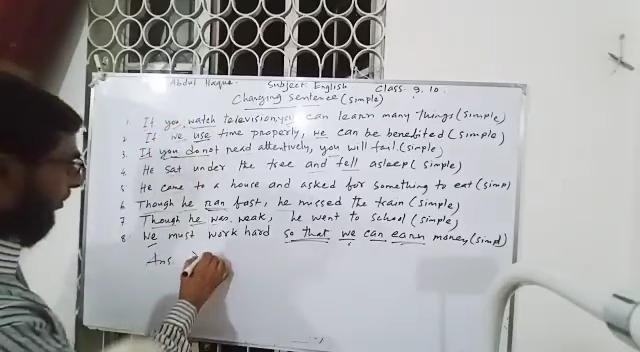 Abdul Haque Subject English Class 9.10
Changing Sentence (simple)
1. If you watch television you can learn many things (simple)
2. If we use time properly, we can be benefited (simple)
3. If you do not read attentively, you will fail. (simple)
4. He sat under the tree and fell asleep (simple)
5. He came to a house and asked for something to eat (simp)
6 Though he ran fast, he missed the train (simple)
7 Though he was weak, he went to school (simple)
8. We must work hard so that we can earn money (simpl)
Ans.